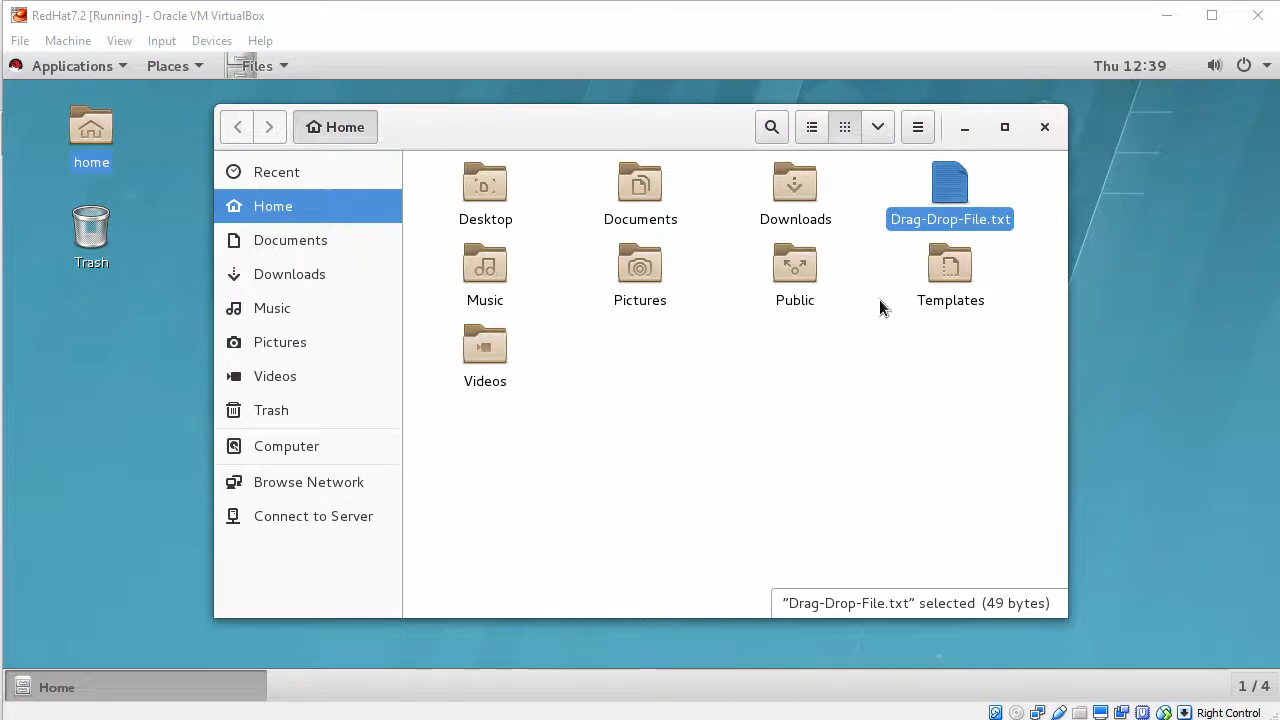 RedHat7.2 [Running] - Oracle VM VirtualBox
File Machine View Input Devices Help
Applications Places Files Thu 12:39
home
Trash
Home
Recent
Home
Documents
Downloads
Music
Pictures
Videos
Trash
Computer
Browse Network
Connect to Server
Desktop Documents Downloads Drag-Drop-File.txt
Music Pictures Public Templates
Videos
"Drag-Drop-File.txt" selected (49 bytes)
Home 1 / 4
Right Control